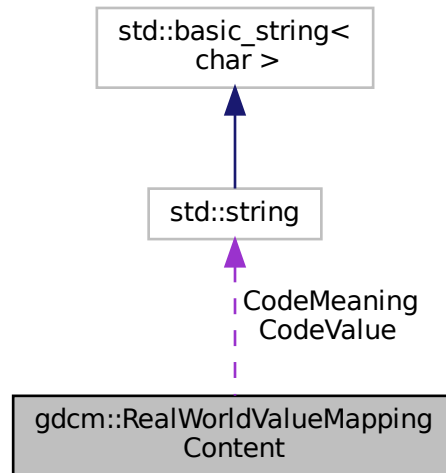 std::basic_string<
char >
std::string
CodeMeaning
CodeValue
gdcm::RealWorldValueMapping
Content